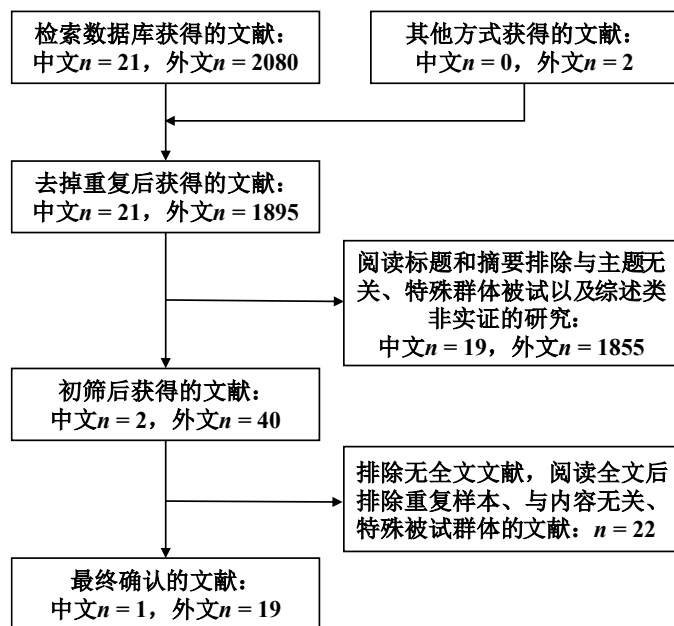 检索数据库获得的文献：
中文n = 21，外文n = 2080
其他方式获得的文献：
中文n = 0，外文n = 2
去掉重复后获得的文献：
中文n = 21，外文n = 1895
阅读标题和摘要排除与主题无
关、特殊群体被试以及综述类
非实证的研究：
中文n = 19，外文n = 1855
初筛后获得的文献：
中文n = 2，外文n = 40
排除无全文文献，阅读全文后
排除重复样本、与内容无关、
特殊被试群体的文献：n = 22
最终确认的文献：
中文n = 1，外文n = 19